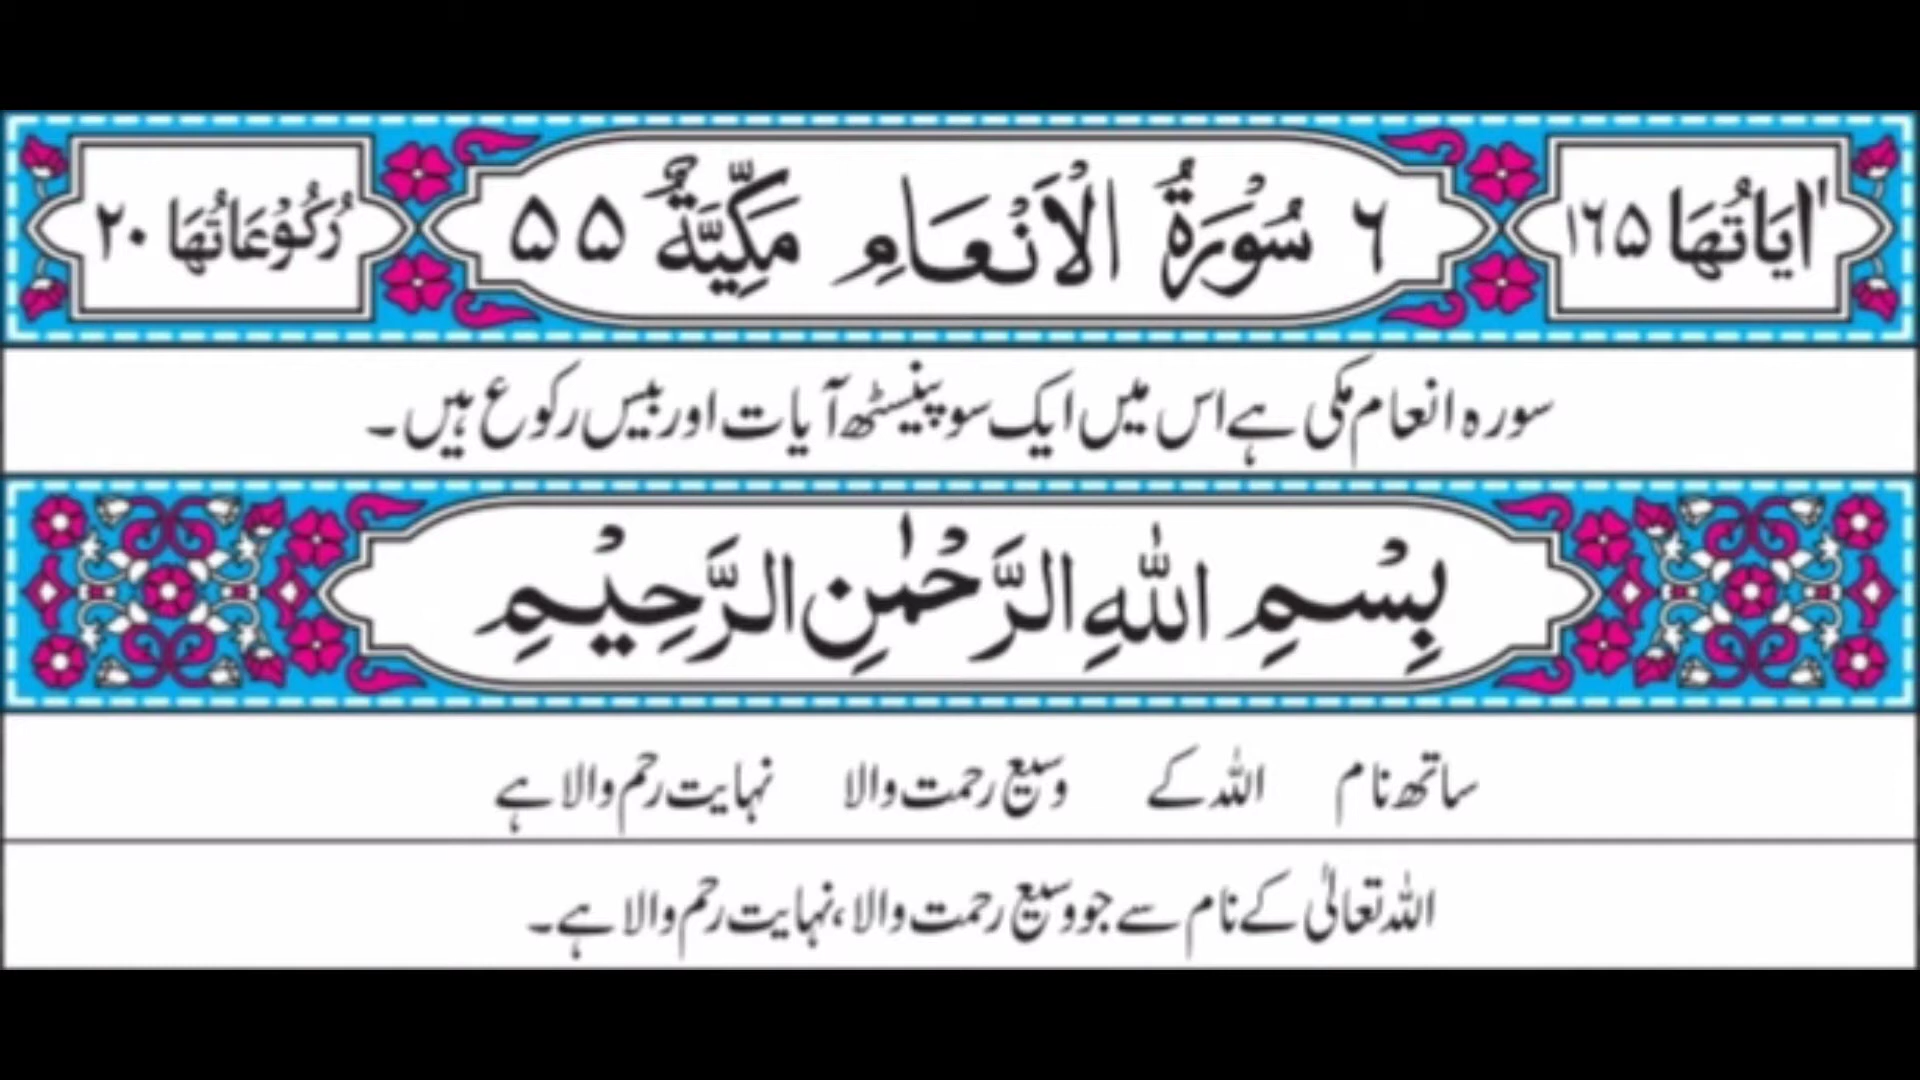 اٰیَاتُهَا ۱۶۵ ۶ سُوْرَةُ الْاَنْعَامِ مَکِّیَّةٌ ۵۵ رُکُوْعَاتُهَا ۲۰
سورہ انعام مکی ہے اس میں ایک سو پینسٹھ آیات اور بیس رکوع ہیں۔
بِسْمِ اللّٰهِ الرَّحْمٰنِ الرَّحِیْمِ
ساتھ نام اللہ کے وسیع رحمت والا نہایت رحم والا ہے
اللہ تعالیٰ کے نام سے جو وسیع رحمت والا، نہایت رحم والا ہے۔